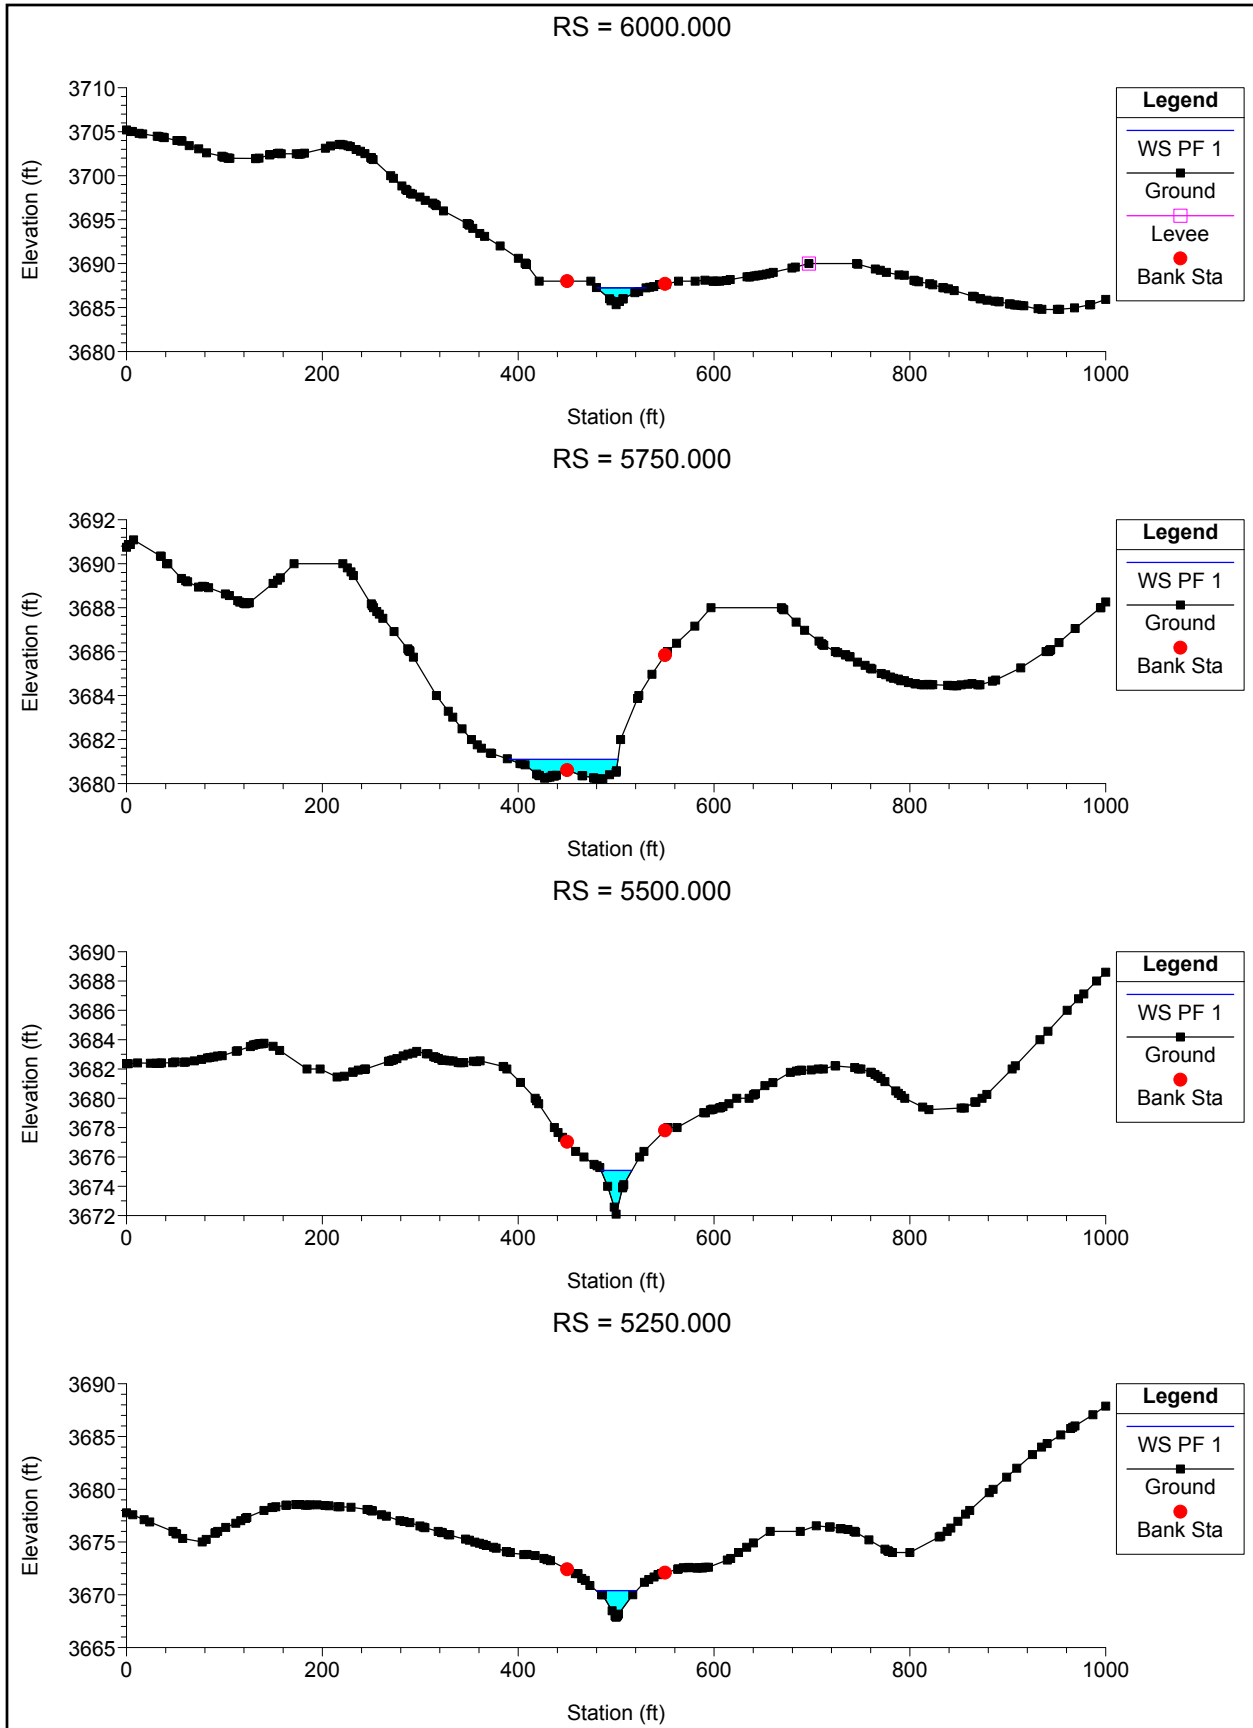 RS = 6000.000
Elevation (ft)
3710
3705
3700
3695
3690
3685
3680
0 200 400 600 800 1000
Station (ft)
Legend
WS PF 1
Ground
Levee
Bank Sta
RS = 5750.000
Elevation (ft)
3692
3690
3688
3686
3684
3682
3680
0 200 400 600 800 1000
Station (ft)
Legend
WS PF 1
Ground
Bank Sta
RS = 5500.000
Elevation (ft)
3690
3688
3686
3684
3682
3680
3678
3676
3674
3672
0 200 400 600 800 1000
Station (ft)
Legend
WS PF 1
Ground
Bank Sta
RS = 5250.000
Elevation (ft)
3690
3685
3680
3675
3670
3665
0 200 400 600 800 1000
Station (ft)
Legend
WS PF 1
Ground
Bank Sta